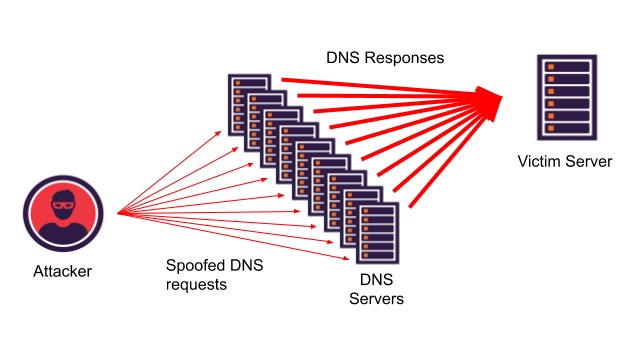 DNS Responses
Victim Server
Attacker
Spoofed DNS
requests
DNS
Servers